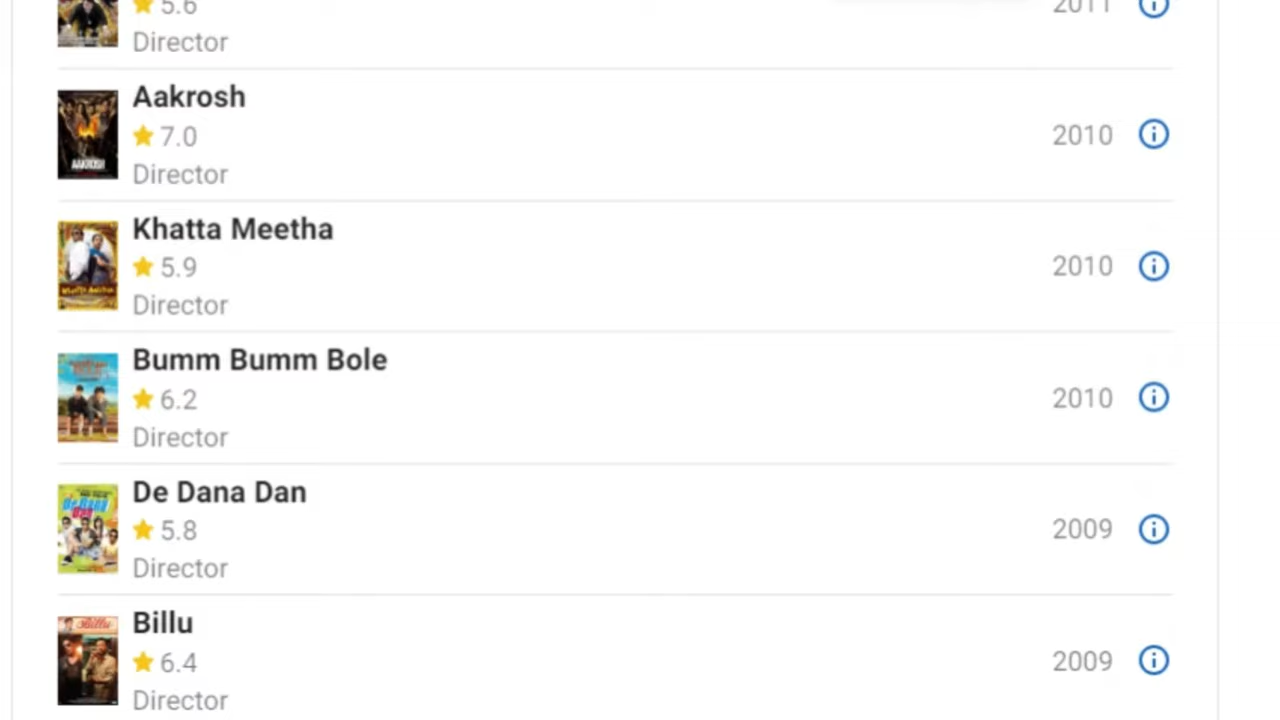 5.6
2011
Director
Aakrosh
7.0
2010
Director
Khatta Meetha
5.9
2010
Director
Bumm Bumm Bole
6.2
2010
Director
De Dana Dan
5.8
2009
Director
Billu
6.4
2009
Director